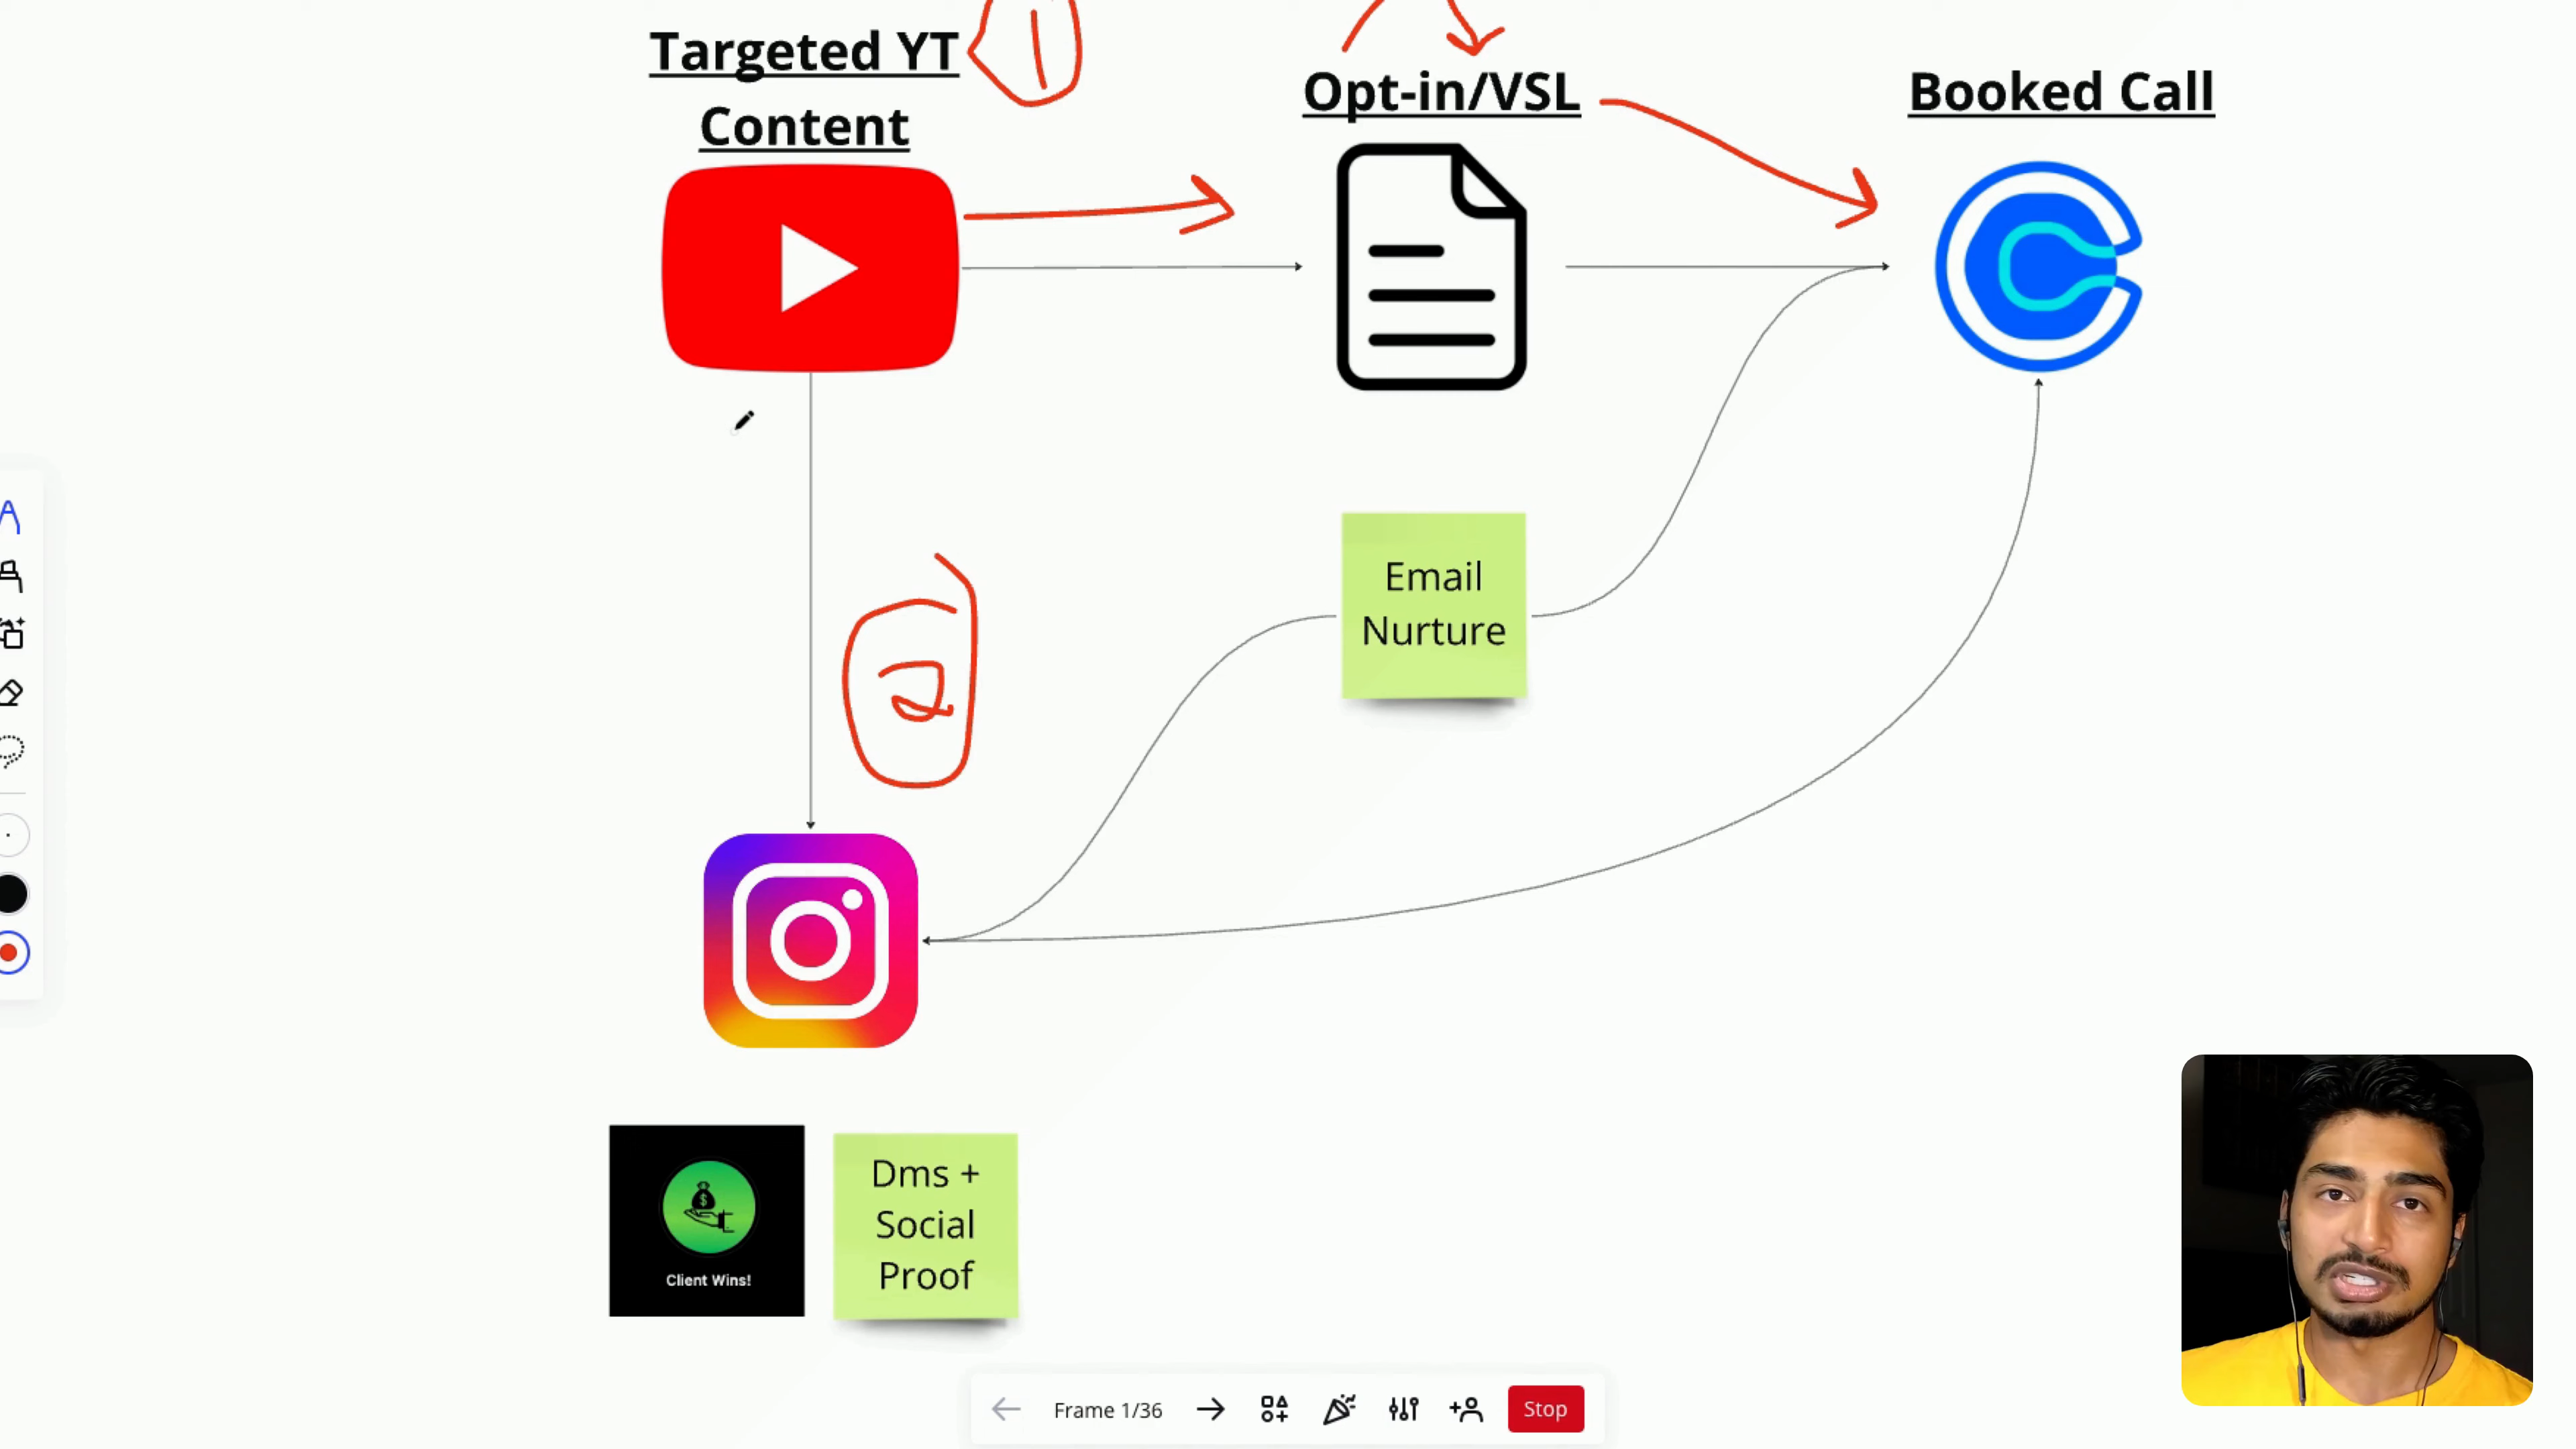 Targeted YT
Content
1
Opt-in/VSL
Booked Call
Email
Nurture
2
Client Wins!
Dms +
Social
Proof
Frame 1/36
Stop